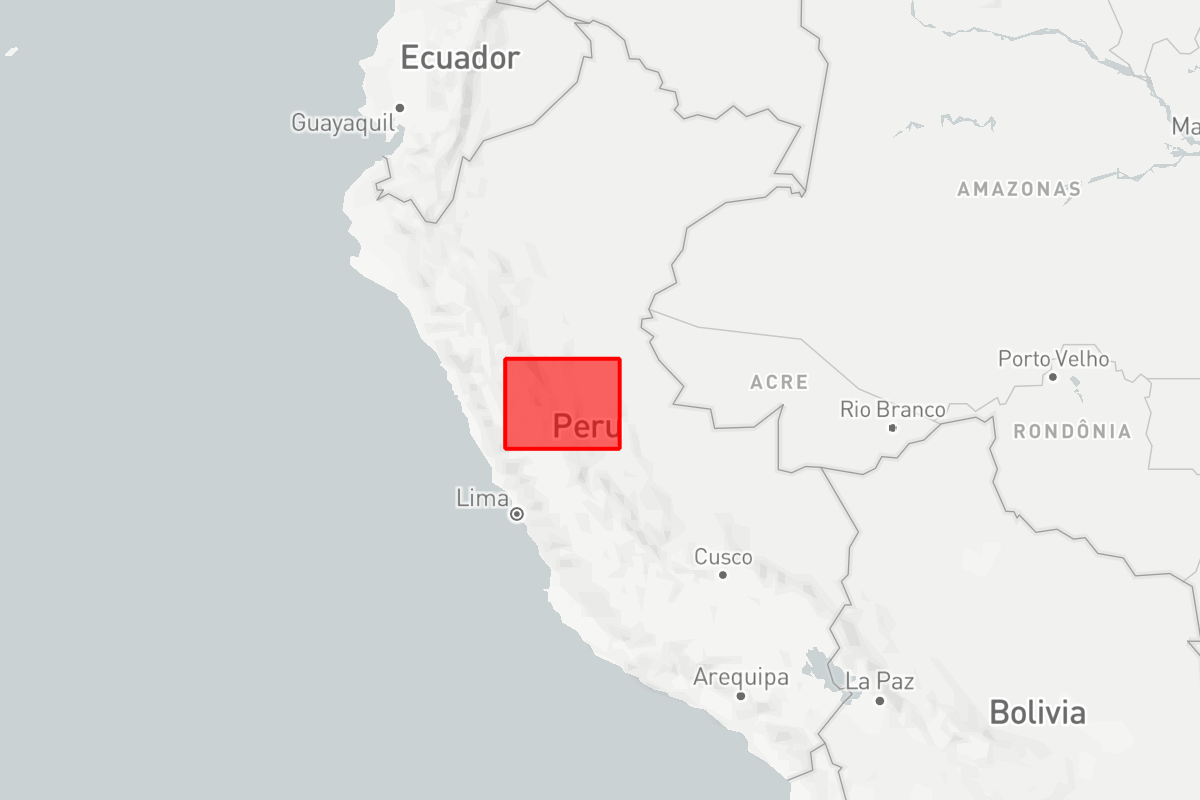 Ecuador
Guayaquil
Ma
AMAZONAS
Porto Velho
ACRE
Rio Branco
Peru
RONDÔNIA
Lima
Cusco
Arequipa
La Paz
Bolivia